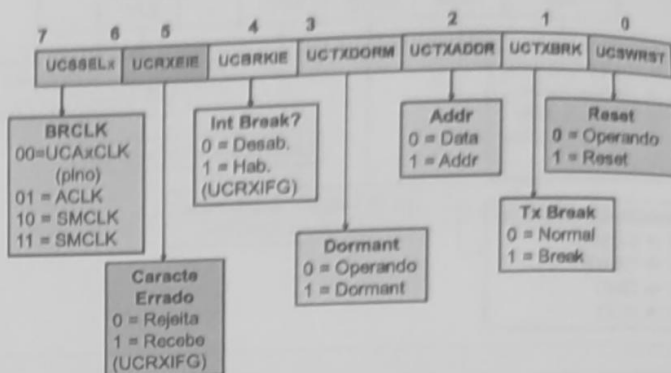 7 6 5 4 3 2 1 0
UCSSELx UCRXEIE UCBRKIE UCTXDORM UCTXADDR UCTXBRK UCSWRST
BRCLK
00=UCAxCLK
(pino)
01 = ACLK
10 = SMCLK
11 = SMCLK
Caracte
Errado
0 = Rejeita
1 = Recebe
(UCRXIFG)
Int Break?
0 = Desab.
1 = Hab.
(UCRXIFG)
Dormant
0 = Operando
1 = Dormant
Addr
0 = Data
1 = Addr
Tx Break
0 = Normal
1 = Break
Reset
0 = Operando
1 = Reset